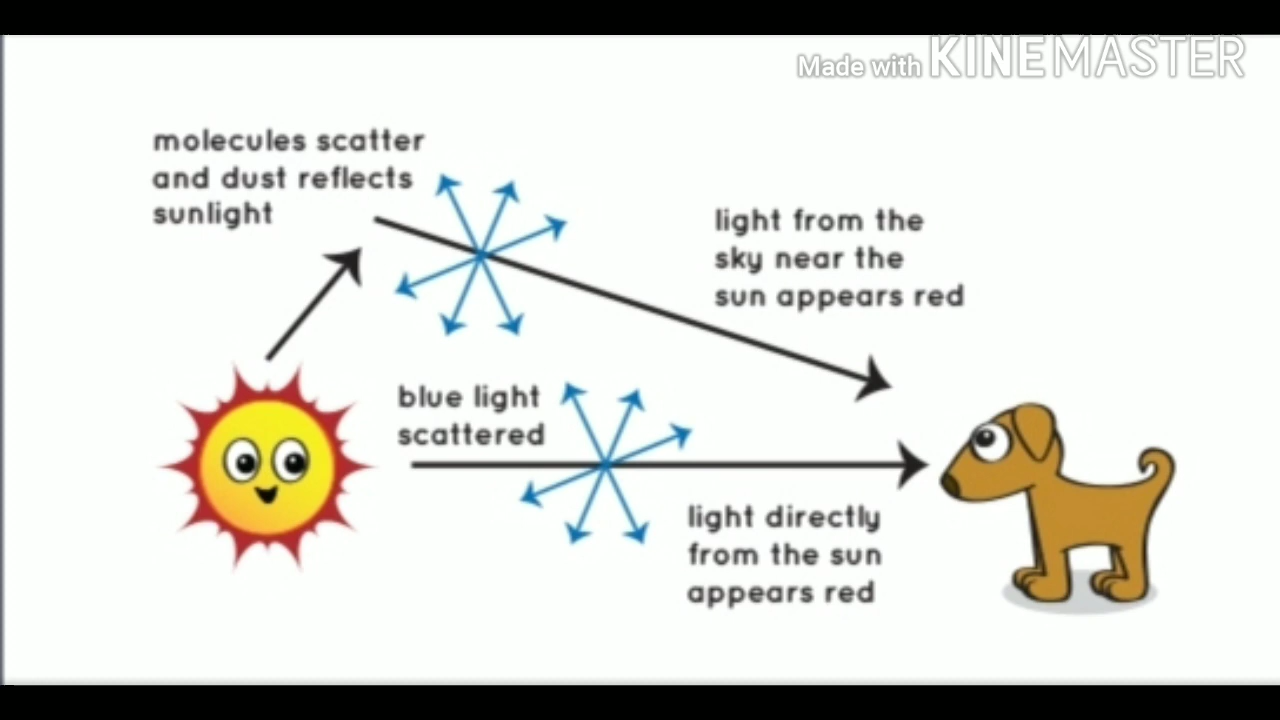 Made with KINEMASTER
molecules scatter
and dust reflects
sunlight
light from the
sky near the
sun appears red
blue light
scattered
light directly
from the sun
appears red